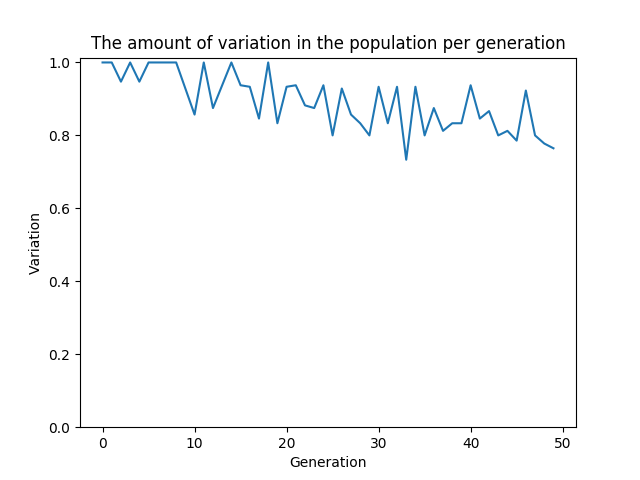 The amount of variation in the population per generation
1.0
0.8
0.6
0.4
0.2
0.0
Variation
0 10 20 30 40 50
Generation